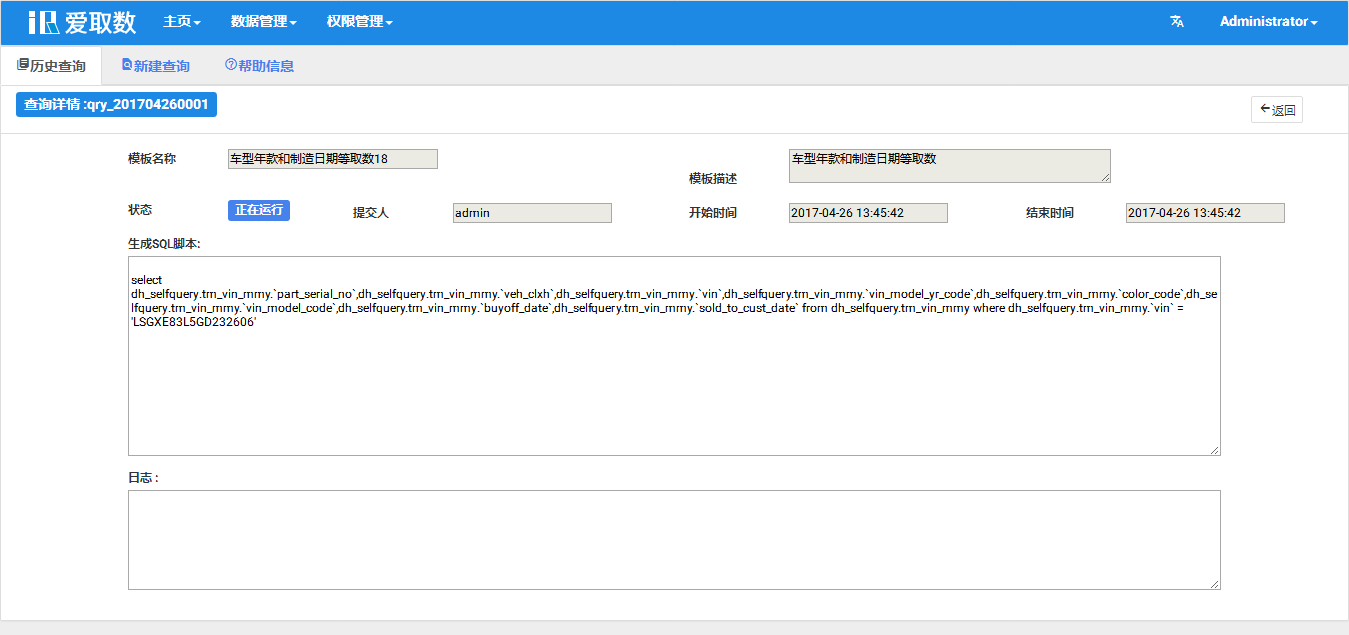 iR 爱取数 主页 数据管理 权限管理 Administrator
历史查询 新建查询 帮助信息
查询详情 :qry_201704260001
返回
模板名称 车型年款和制造日期等取数18 模板描述 车型年款和制造日期等取数
状态 正在运行 提交人 admin 开始时间 2017-04-26 13:45:42 结束时间 2017-04-26 13:45:42
生成SQL脚本:
select
dh_selfquery.tm_vin_mmy.`part_serial_no`,dh_selfquery.tm_vin_mmy.`veh_clxh`,dh_selfquery.tm_vin_mmy.`vin`,dh_selfquery.tm_vin_mmy.`vin_model_yr_code`,dh_selfquery.tm_vin_mmy.`color_code`,dh_se
lfquery.tm_vin_mmy.`vin_model_code`,dh_selfquery.tm_vin_mmy.`buyoff_date`,dh_selfquery.tm_vin_mmy.`sold_to_cust_date` from dh_selfquery.tm_vin_mmy where dh_selfquery.tm_vin_mmy.`vin` =
'LSGXE83L5GD232606'
日志 :